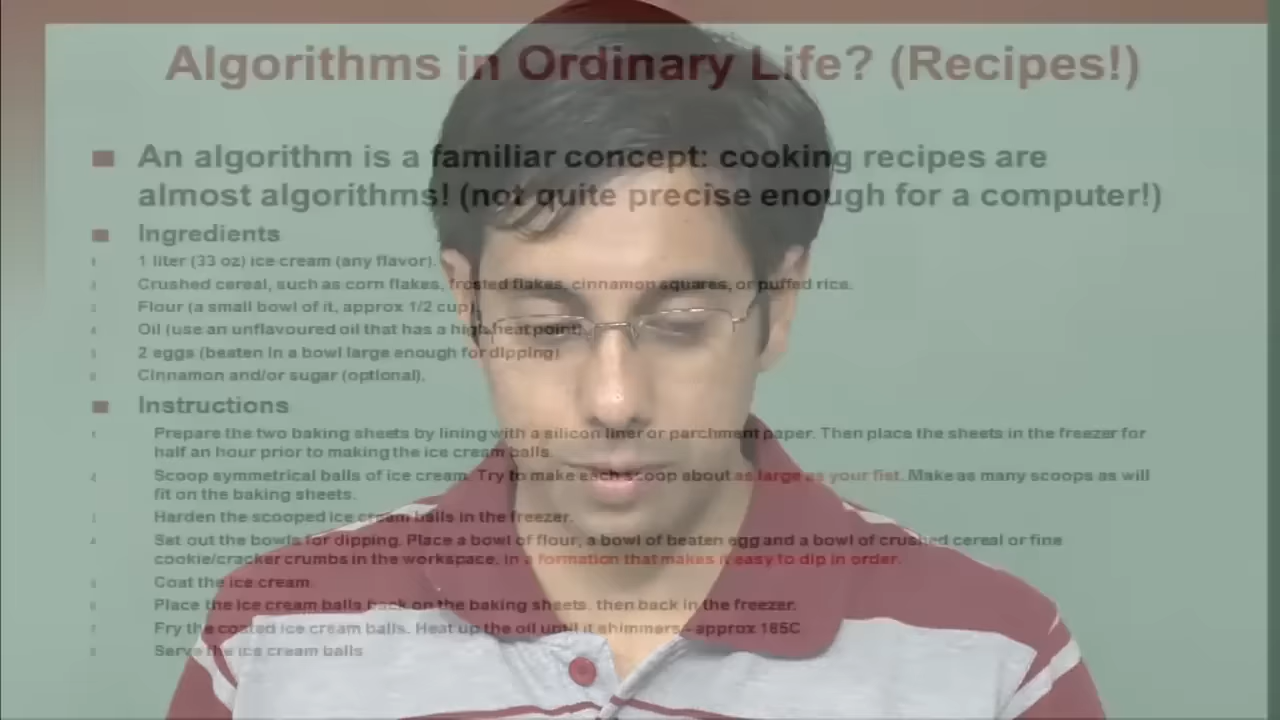 Algorithms in Ordinary Life? (Recipes!)
An algorithm is a familiar concept: cooking recipes are
almost algorithms! (not quite precise enough for a computer!)
Ingredients
1 liter (33 oz) ice cream (any flavor).
Crushed cereal, such as corn flakes, frosted flakes, cinnamon squares, or puffed rice.
Flour (a small bowl of it, approx 1/2 cup).
Oil (use an unflavoured oil that has a high heat point)
2 eggs (beaten in a bowl large enough for dipping)
Cinnamon and/or sugar (optional).
Instructions
Prepare the two baking sheets by lining with a silicon liner or parchment paper. Then place the sheets in the freezer for
half an hour prior to making the ice cream balls.
Scoop symmetrical balls of ice cream. Try to make each scoop about as large as your fist. Make as many scoops as will
fit on the baking sheets.
Harden the scooped ice cream balls in the freezer.
Set out the bowls for dipping. Place a bowl of flour, a bowl of beaten egg and a bowl of crushed cereal or fine
cookie/cracker crumbs in the workspace, in a formation that makes it easy to dip in order.
Coat the ice cream.
Place the ice cream balls back on the baking sheets, then back in the freezer.
Fry the coated ice cream balls. Heat up the oil until it shimmers - approx 185C
Serve the ice cream balls